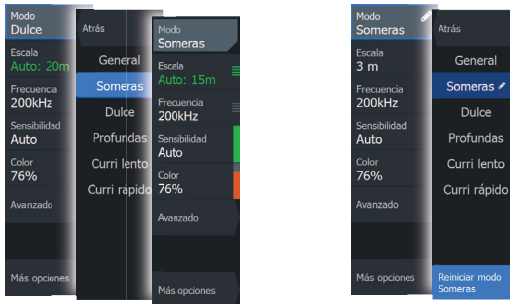 Modo
Dulce
Escala
Auto: 20m
Frecuenca
200kHz
Sensibilidad
Auto
Color
76%
Avanzado
Más opciones
Atrás
General
Someras
Dulce
Profundas
Curri lento
Curri rápido
Modo
Someras
Escala
Auto: 15m
Frecuencia
200kHz
Sensibilidad
Auto
Color
76%
Avanzado
Más opciones
Modo
Someras
Escala
3 m
Frecuencia
200kHz
Sensibilidad
Auto
Color
76%
Avanzado
Más opciones
Atrás
General
Someras
Dulce
Profundas
Curri lento
Curri rápido
Reiniciar modo
Someras